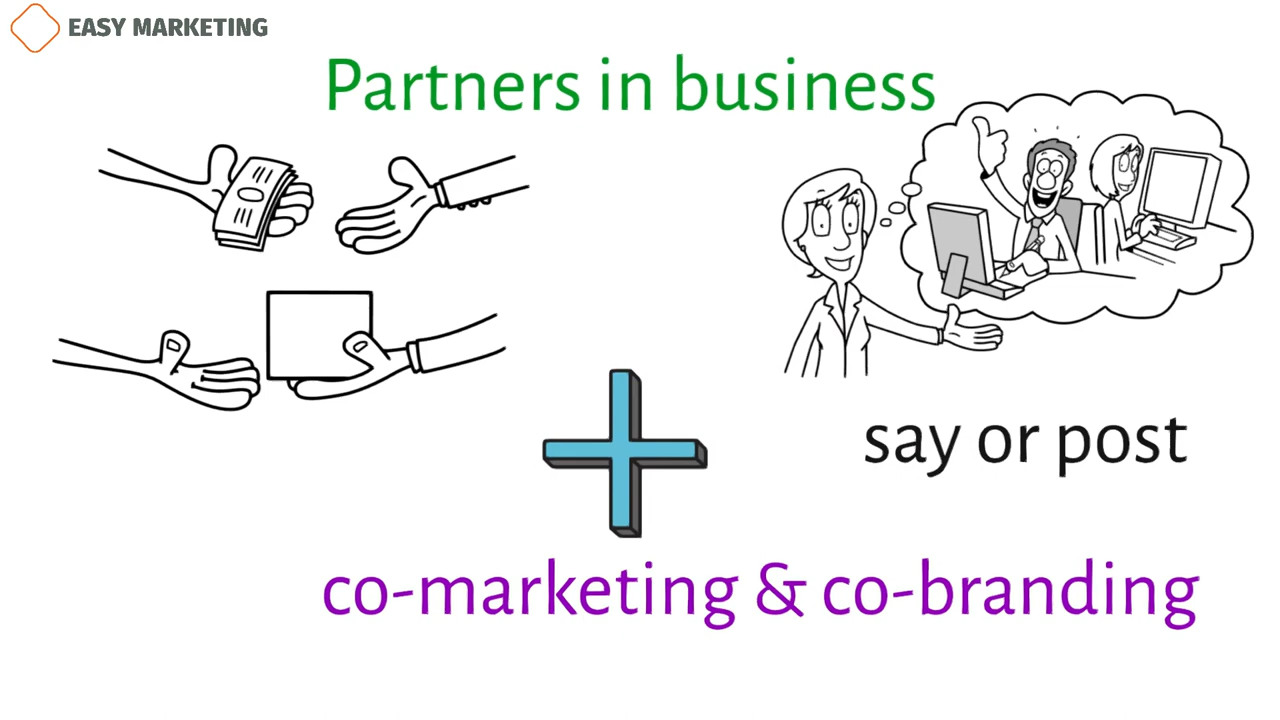 EASY MARKETING
Partners in business
say or post
co-marketing & co-branding